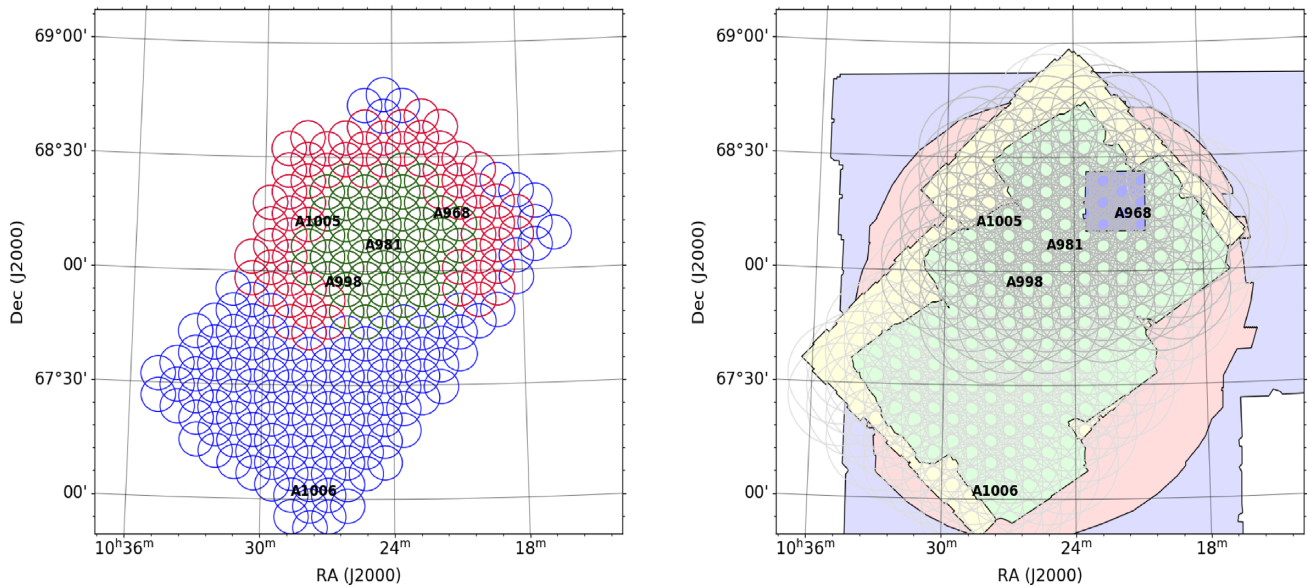 69°00'
68°30'
00'
67°30'
00'
Dec (J2000)
A1005
A968
A981
A998
A1006
10ʰ36ᵐ
30ᵐ
24ᵐ
18ᵐ
RA (J2000)
69°00'
68°30'
00'
67°30'
00'
Dec (J2000)
A1005
A968
A981
A998
A1006
10ʰ36ᵐ
30ᵐ
24ᵐ
18ᵐ
RA (J2000)